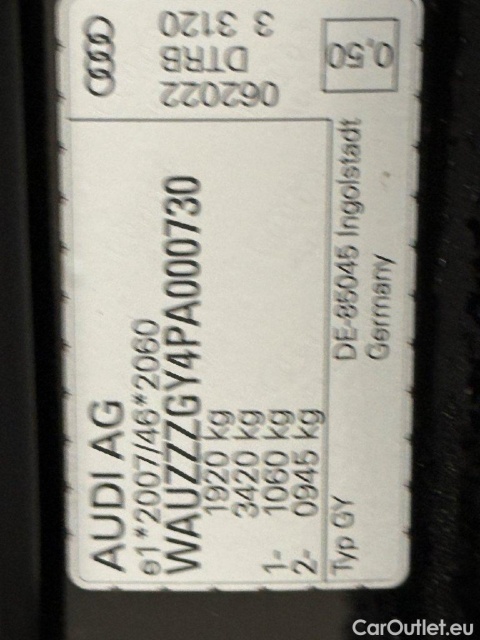 AUDI AG
e1*2007/46*2060
WAUZZZGY4PA000730
1920 kg
3420 kg
1- 1060 kg
2- 0945 kg
Typ GY
DE-85045 Ingolstadt
Germany
062022
DTRB
3 3120
0,50
CarOutlet.eu